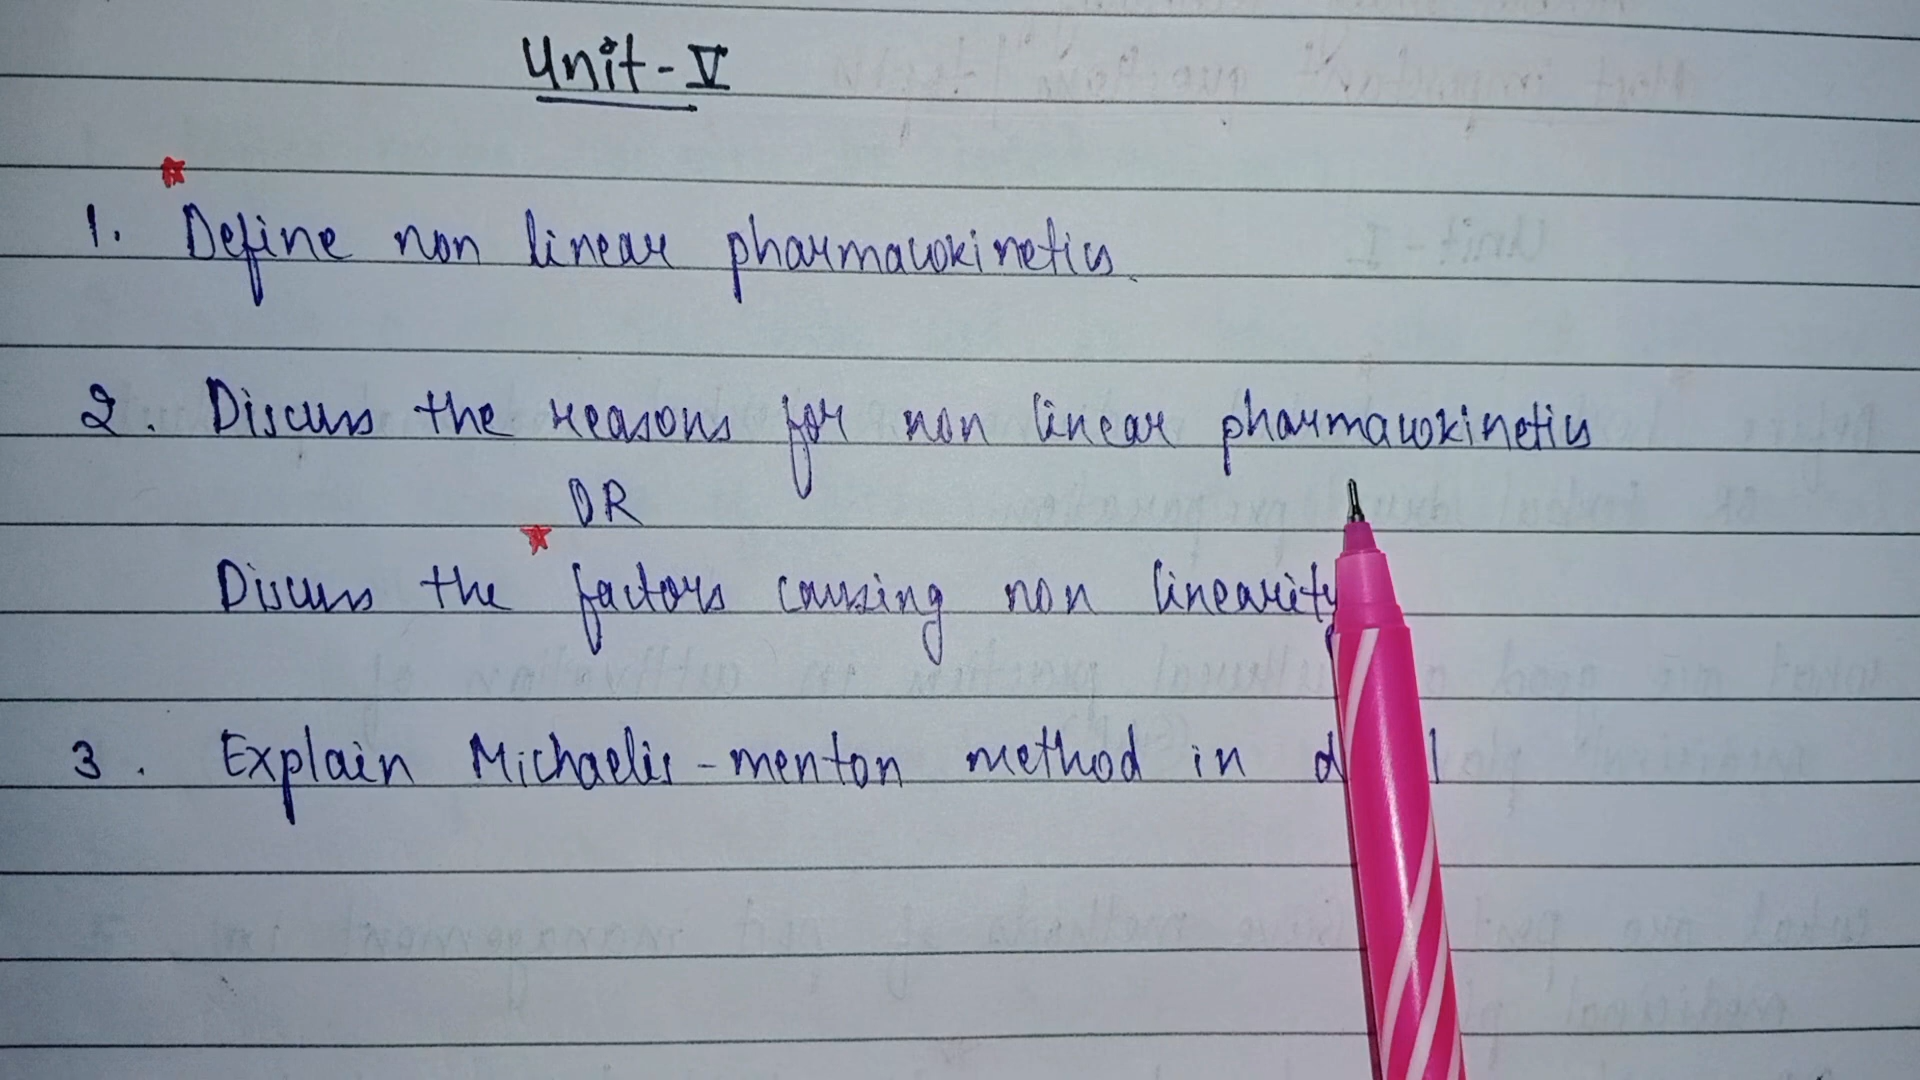 Unit-V
1. Define non linear pharmacokinetics.
2. Discuss the reasons for non linear pharmacokinetics
OR
Discuss the factors causing non linearity
3. Explain Michaelis-menton method in